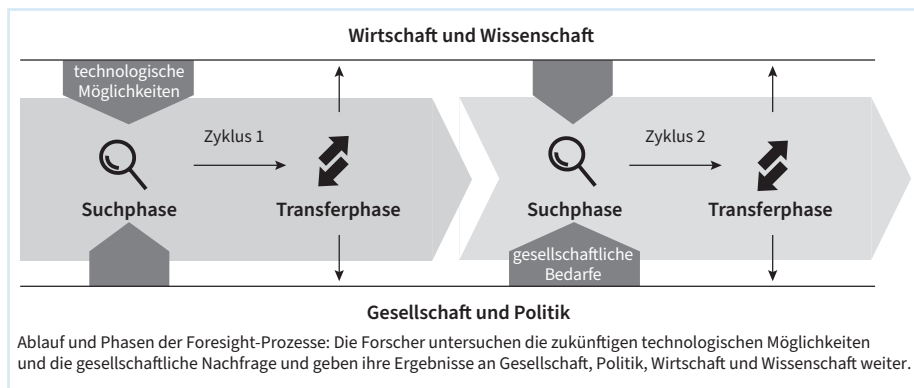 Wirtschaft und Wissenschaft
technologische
Möglichkeiten
Zyklus 1
Zyklus 2
Suchphase
Transferphase
Suchphase
Transferphase
gesellschaftliche
Bedarfe
Gesellschaft und Politik
Ablauf und Phasen der Foresight-Prozesse: Die Forscher untersuchen die zukünftigen technologischen Möglichkeiten
und die gesellschaftliche Nachfrage und geben ihre Ergebnisse an Gesellschaft, Politik, Wirtschaft und Wissenschaft weiter.